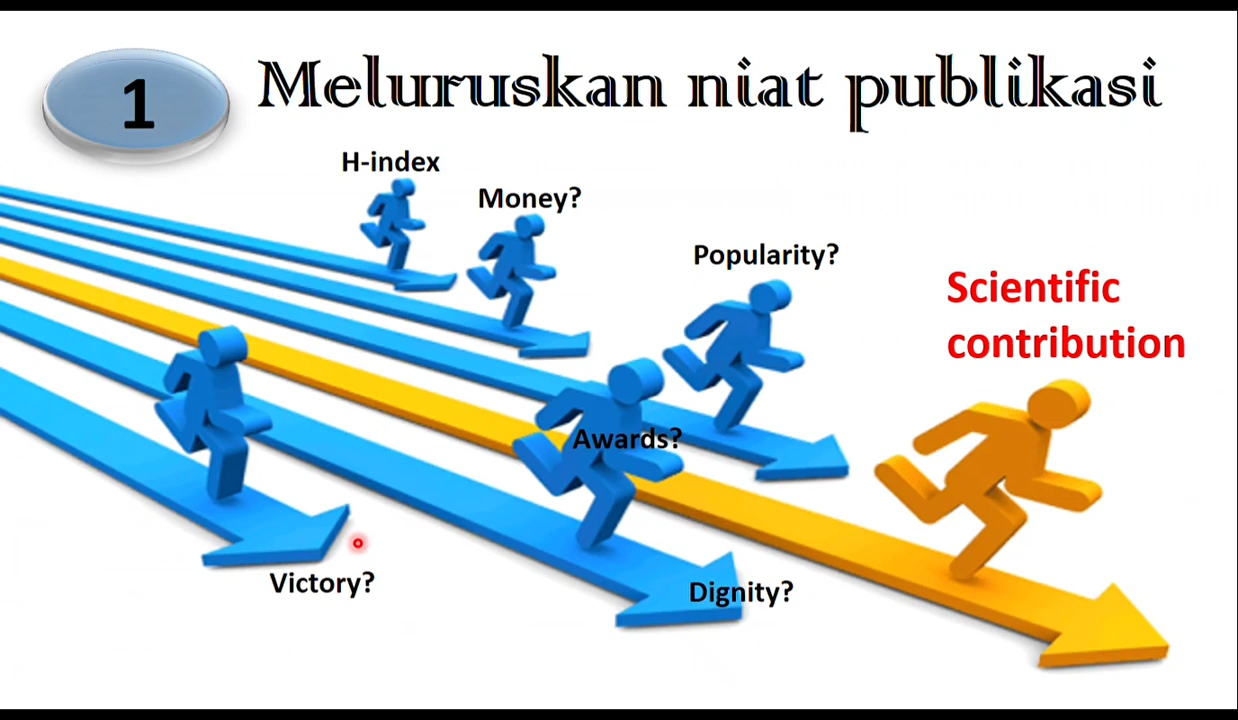 1
Meluruskan niat publikasi
H-index
Money?
Popularity?
Scientific
contribution
Awards?
Victory?
Dignity?